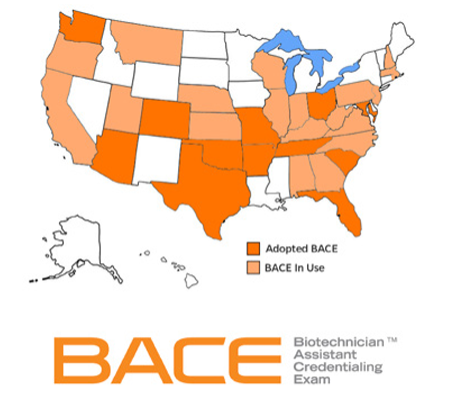 Adopted BACE
BACE In Use
BACE
Biotechnician™
Assistant
Credentialing
Exam